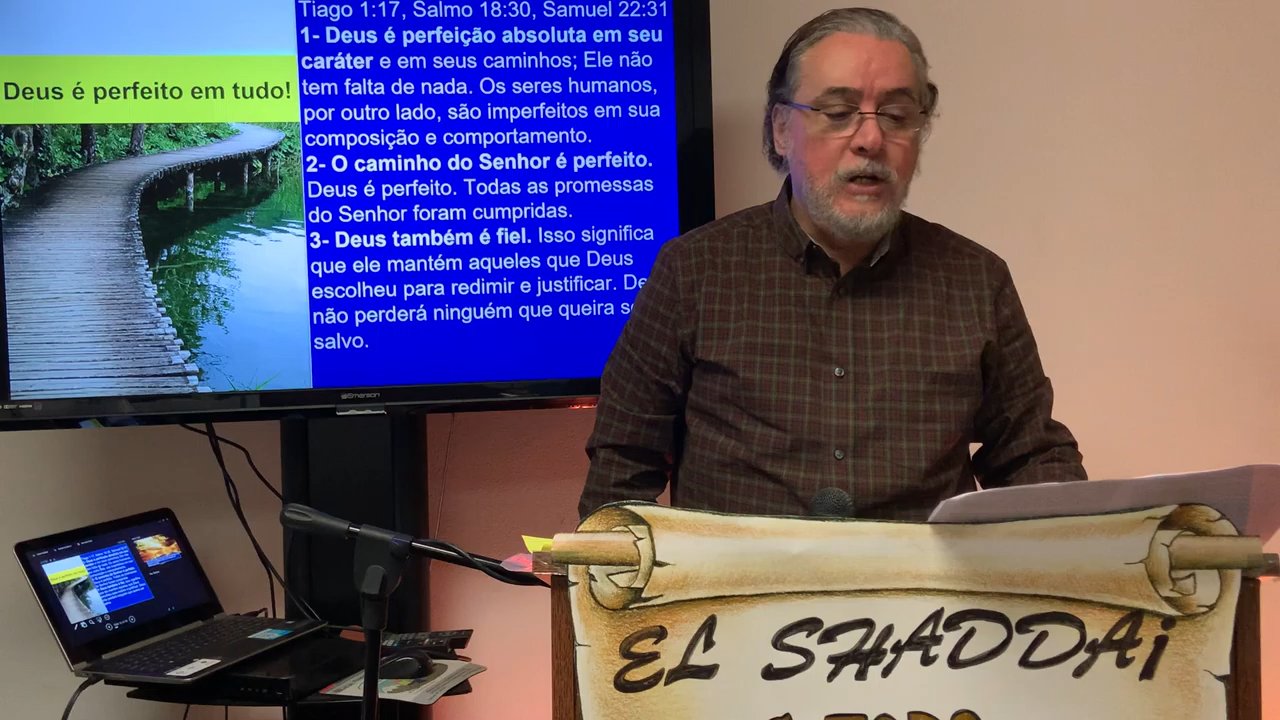 Deus é perfeito em tudo!
Tiago 1:17, Salmo 18:30, Samuel 22:31
1- Deus é perfeição absoluta em seu
caráter e em seus caminhos; Ele não
tem falta de nada. Os seres humanos,
por outro lado, são imperfeitos em sua
composição e comportamento.
2- O caminho do Senhor é perfeito.
Deus é perfeito. Todas as promessas
do Senhor foram cumpridas.
3- Deus também é fiel. Isso significa
que ele mantém aqueles que Deus
escolheu para redimir e justificar.
não perderá ninguém que queira
salvo.
Emerson
EL SHADDAi